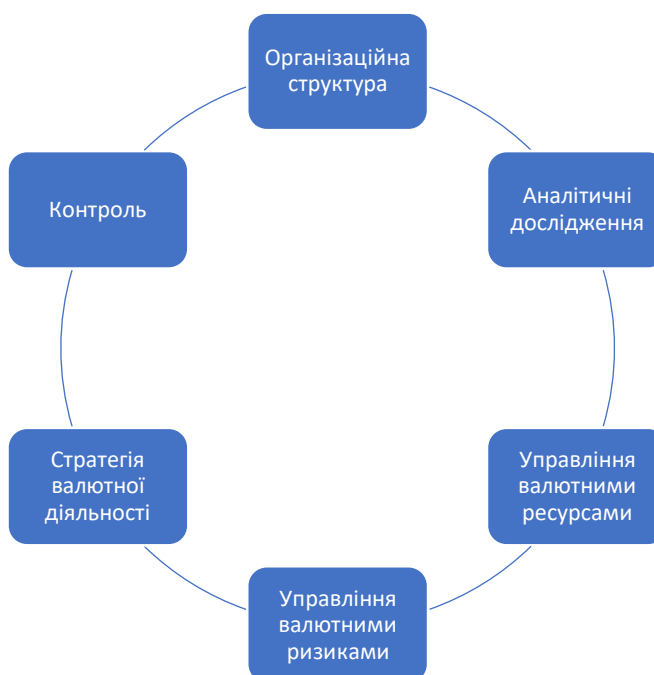 Організаційна
структура
Аналітичні
дослідження
Управління
валютними
ресурсами
Управління
валютними
ризиками
Стратегія
валютної
діяльності
Контроль